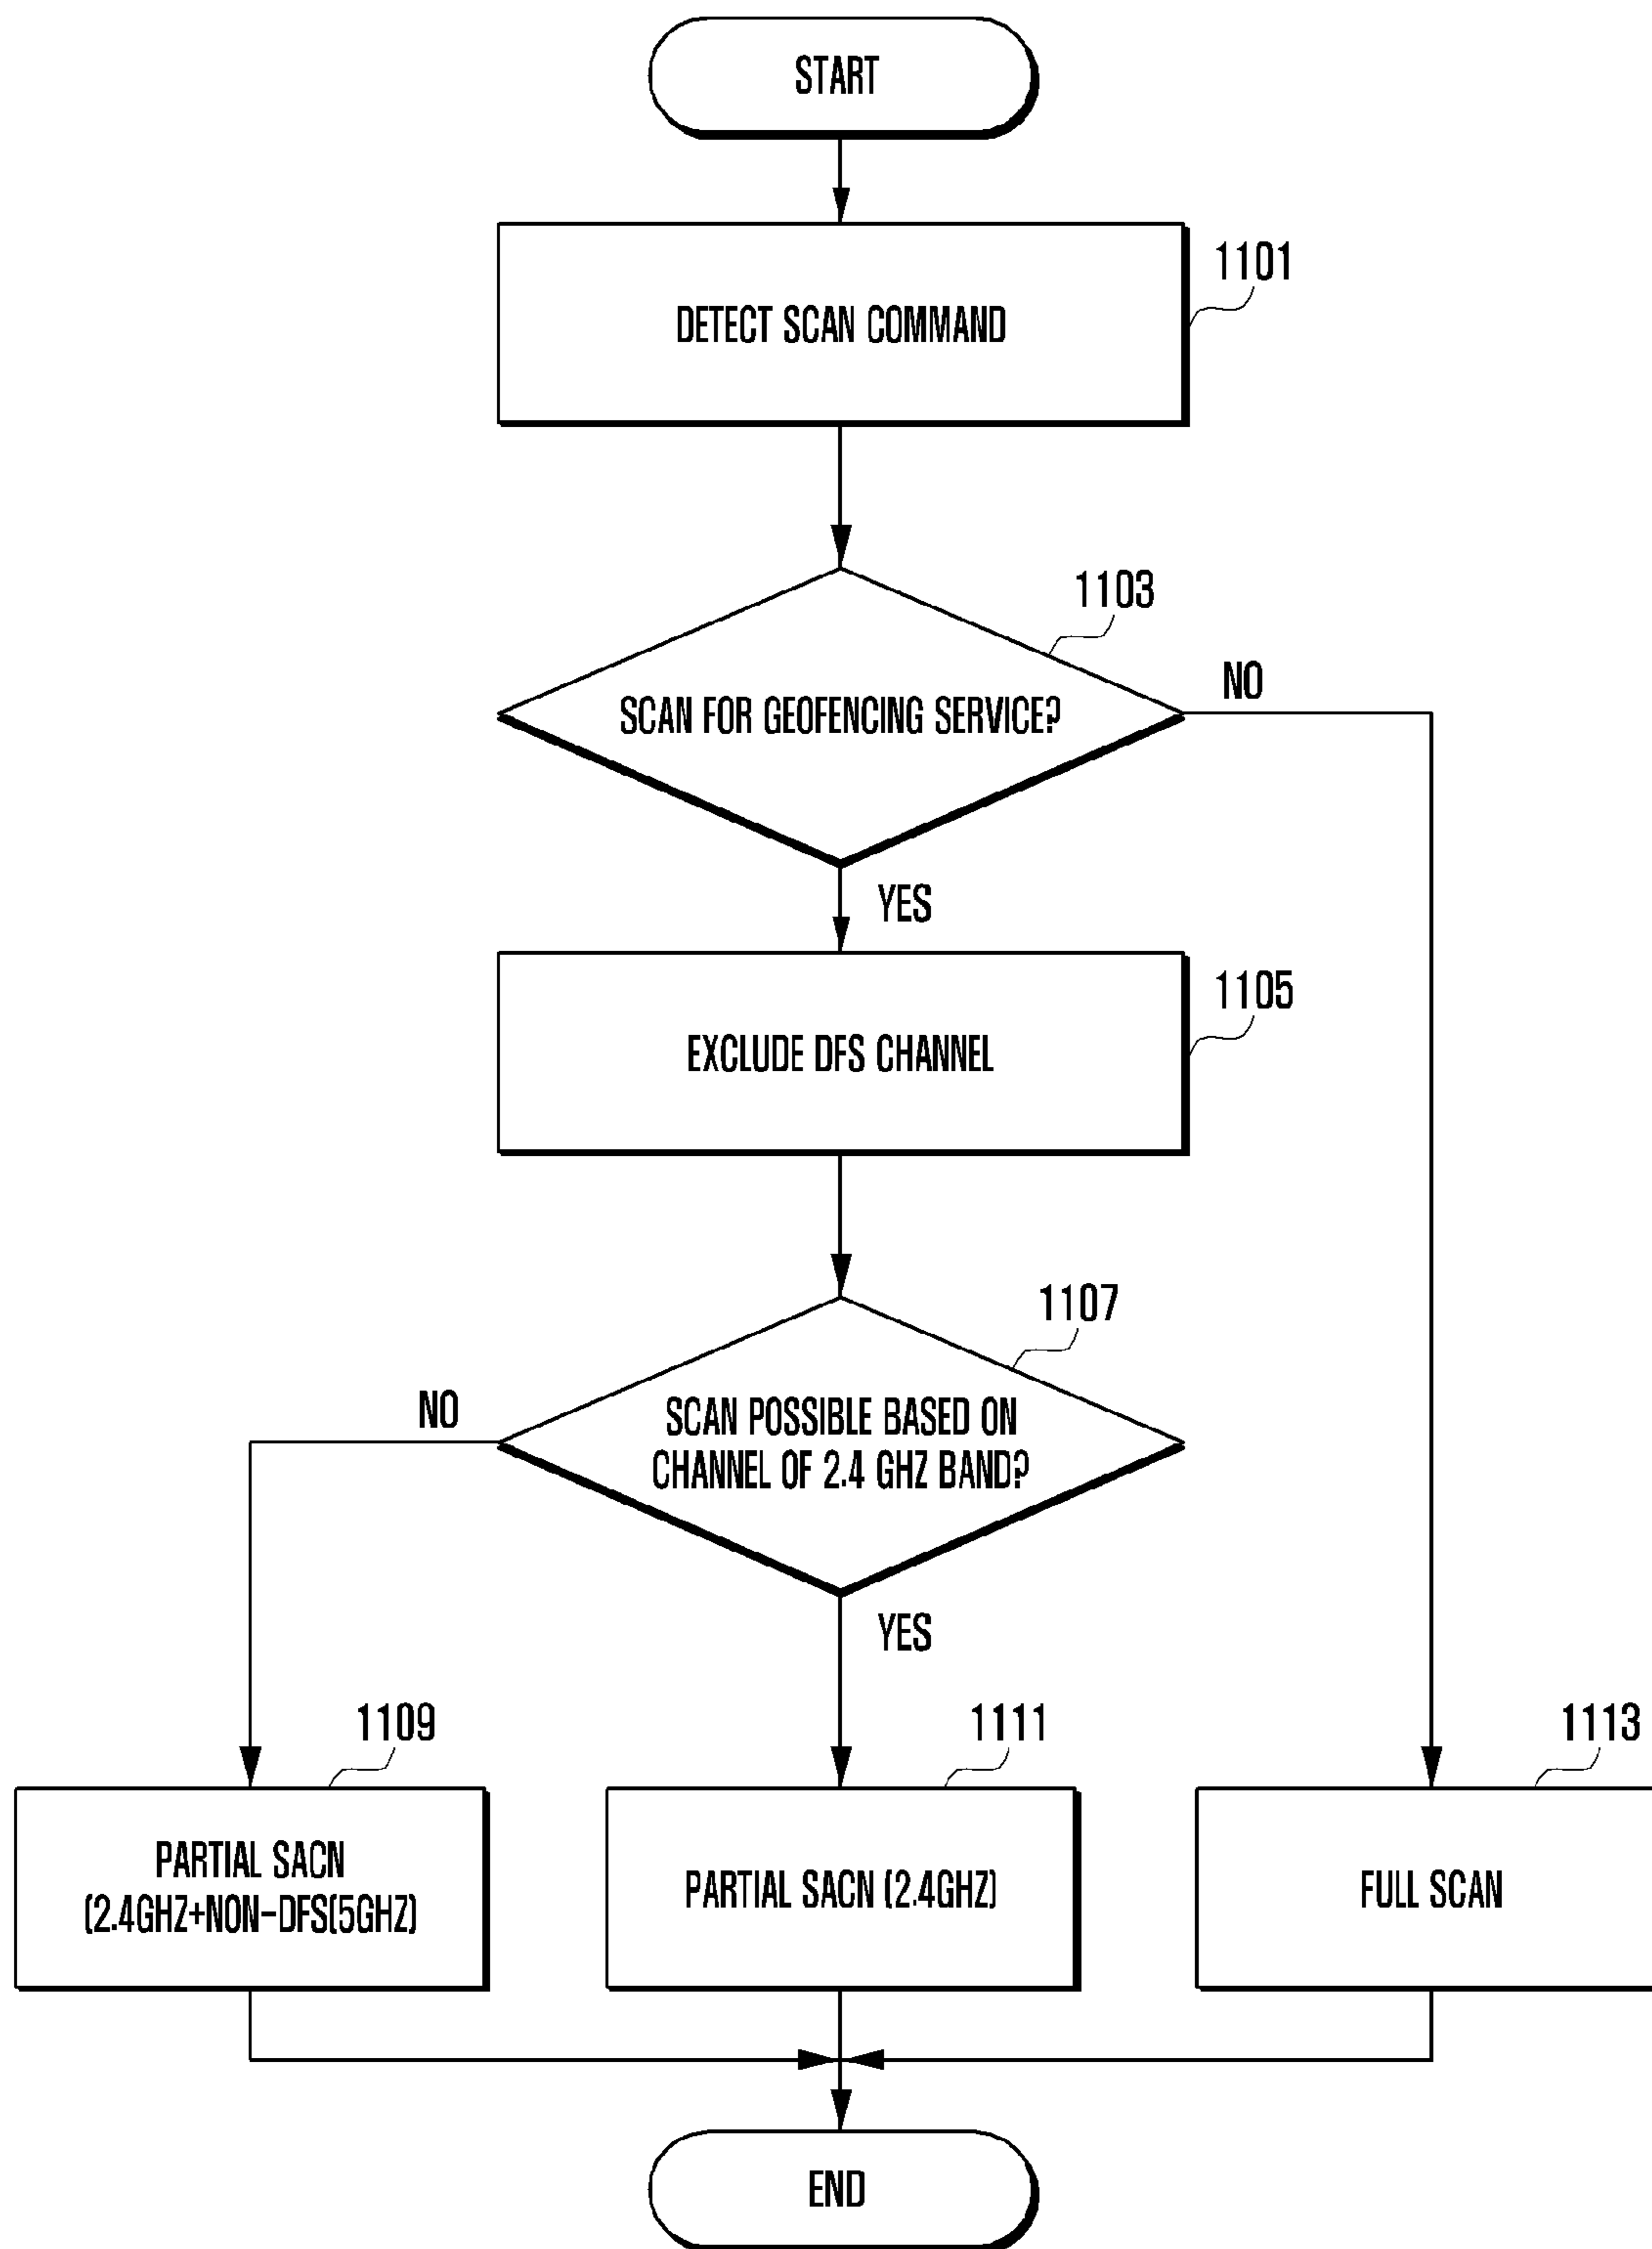 START
1101
DETECT SCAN COMMAND
1103
SCAN FOR GEOFENCING SERVICE?
NO
YES
1105
EXCLUDE DFS CHANNEL
1107
NO
SCAN POSSIBLE BASED ON
CHANNEL OF 2.4 GHZ BAND?
YES
1109
PARTIAL SACN
(2.4GHZ+NON-DFS(5GHZ)
1111
PARTIAL SACN (2.4GHZ)
1113
FULL SCAN
END